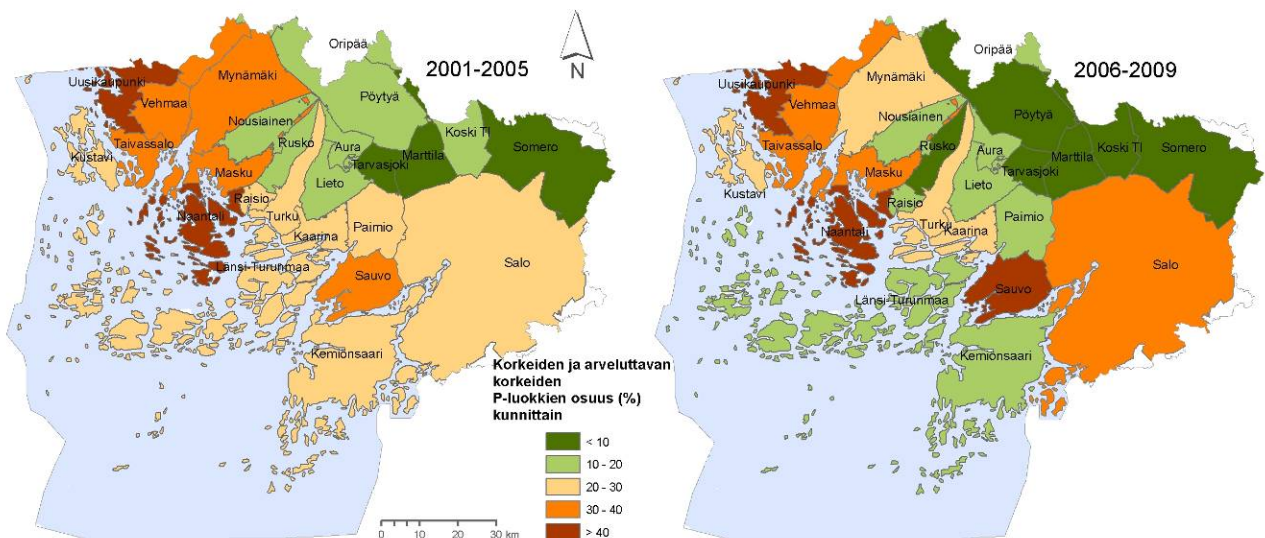 2001-2005
N
Oripää
Uusikaupunki
Mynämäki
Vehmaa
Pöytyä
Nousiainen
Koski Tl
Taivassalo
Rusko
Aura
Marttila
Somero
Kustavi
Masku
Tarvasjoki
Lieto
Raisio
Naantali
Turku
Kaarina
Paimio
Länsi-Turunmaa
Sauvo
Salo
Kemiönsaari
2006-2009
Oripää
Uusikaupunki
Mynämäki
Vehmaa
Pöytyä
Nousiainen
Taivassalo
Rusko
Aura
Marttila
Koski Tl
Somero
Masku
Tarvasjoki
Kustavi
Lieto
Raisio
Naantali
Turku
Kaarina
Paimio
Salo
Sauvo
Länsi-Turunmaa
Kemiönsaari
Korkeiden ja arveluttavan
korkeiden
P-luokkien osuus (%)
kunnittain
< 10
10 - 20
20 - 30
30 - 40
> 40
0 10 20 30 km